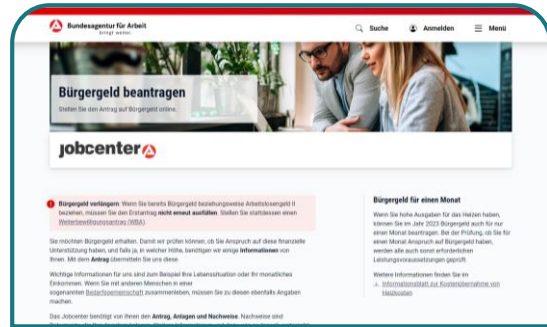 Bundesagentur für Arbeit
bringt weiter.
Suche
Anmelden
Menü
Bürgergeld beantragen
Stellen Sie den Antrag auf Bürgergeld online.
jobcenter
Bürgergeld verlängern: Wenn Sie bereits Bürgergeld beziehungsweise Arbeitslosengeld II
beziehen, müssen Sie den Erstantrag nicht erneut ausfüllen. Stellen Sie stattdessen einen
Weiterbewilligungsantrag (WBA).
Sie möchten Bürgergeld erhalten. Damit wir prüfen können, ob Sie Anspruch auf diese finanzielle
Unterstützung haben, und falls ja, in welcher Höhe, benötigen wir einige Informationen von
Ihnen. Mit dem Antrag übermitteln Sie uns diese.
Wichtige Informationen für uns sind zum Beispiel Ihre Lebenssituation oder Ihr monatliches
Einkommen. Wenn Sie mit anderen Menschen in einer
sogenannten Bedarfsgemeinschaft zusammenleben, müssen Sie zu diesen ebenfalls Angaben
machen.
Das Jobcenter benötigt von Ihnen den Antrag, Anlagen und Nachweise. Nachweise sind
Bürgergeld für einen Monat
Wenn Sie hohe Ausgaben für das Heizen haben,
können Sie im Jahr 2023 Bürgergeld auch für nur
einen Monat beantragen. Bei der Prüfung, ob Sie für
einen Monat Anspruch auf Bürgergeld haben,
werden alle auch sonst erforderlichen
Leistungsvoraussetzungen geprüft.
Weitere Informationen finden Sie im
Informationsblatt zur Kostenübernahme von
Heizkosten